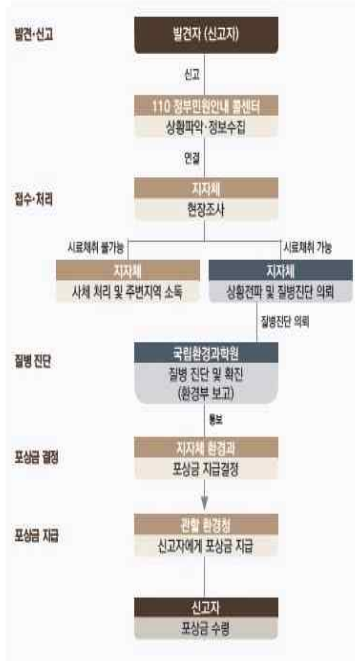 발견·신고
발견자 (신고자)
신고
110 정부민원안내 콜센터
상황파악·정보수집
연결
접수·처리
지자체
현장조사
시료채취 불가능
시료채취 가능
지자체
사체 처리 및 주변지역 소독
지자체
상황전파 및 질병진단 의뢰
질병진단 의뢰
질병 진단
국립환경과학원
질병 진단 및 확진
(환경부 보고)
통보
포상금 결정
지자체 환경과
포상금 지급결정
포상금 지급
관할 환경청
신고자에게 포상금 지급
신고자
포상금 수령